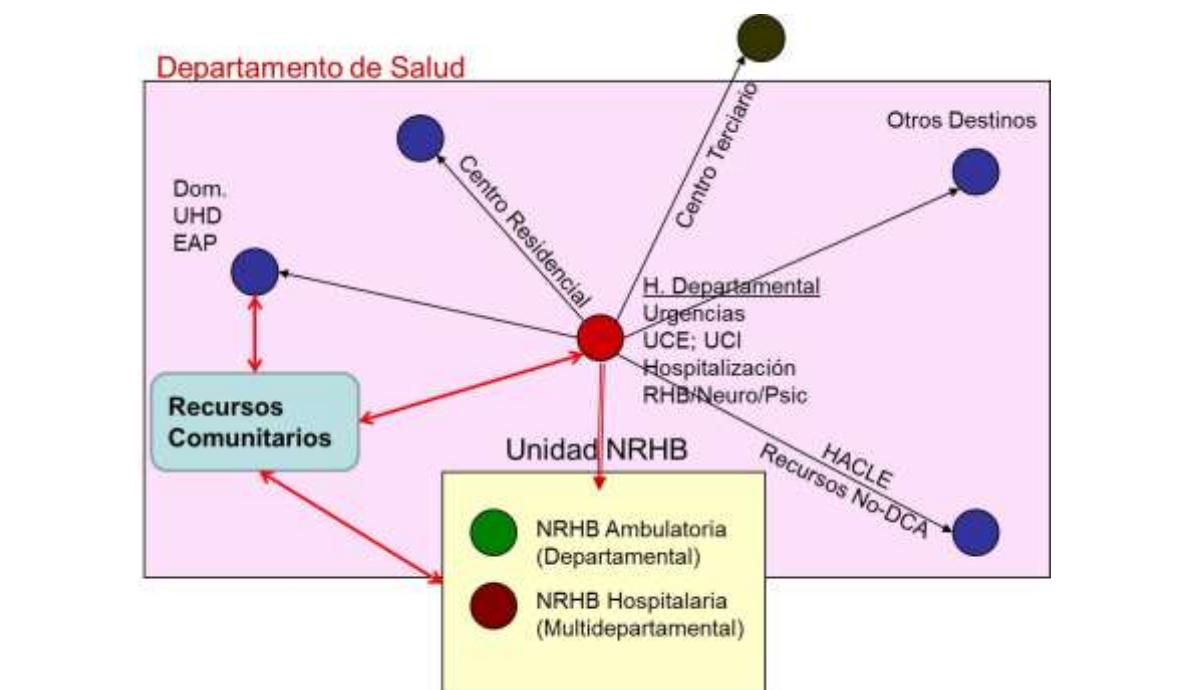 Departamento de Salud
Centro Terciario
Otros Destinos
Centro Residencial
Dom.
UHD
EAP
H. Departamental
Urgencias
UCE; UCI
Hospitalización
RHB/Neuro/Psic
Recursos
Comunitarios
Unidad NRHB
HACLE
Recursos No-DCA
NRHB Ambulatoria
(Departamental)
NRHB Hospitalaria
(Multidepartamental)